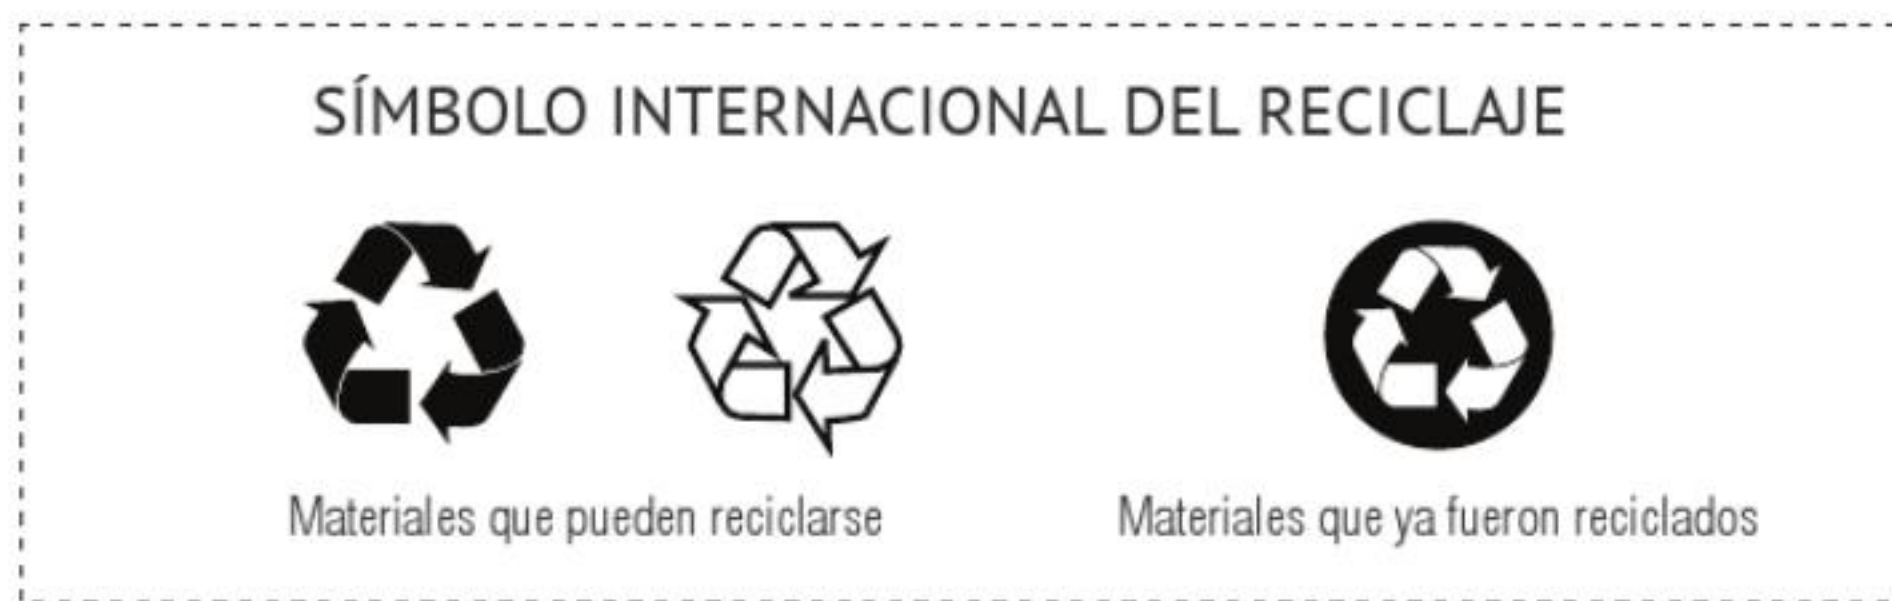 SÍMBOLO INTERNACIONAL DEL RECICLAJE
Materiales que pueden reciclarse
Materiales que ya fueron reciclados